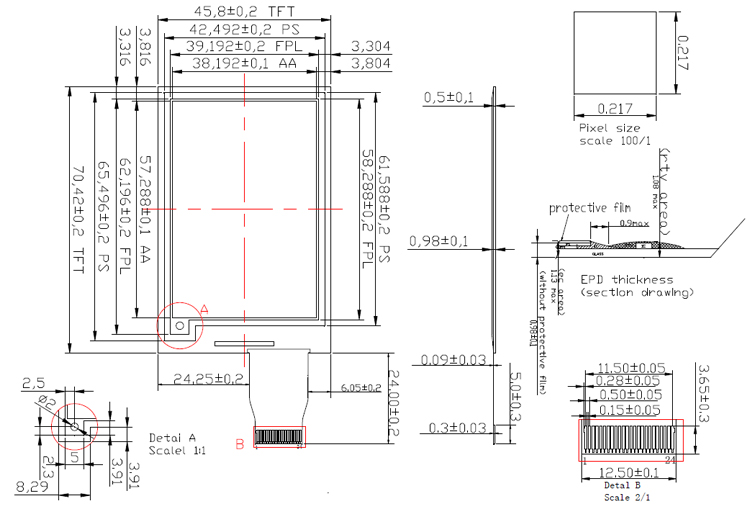 45,8±0,2 TFT
42,492±0,2 PS
39,192±0,2 FPL
38,192±0,1 AA
3,316
3,816
3,304
3,804
70,42±0,2 TFT
65,496±0,2 PS
62,196±0,2 FPL
57,288±0,1 AA
58,288±0,2 FPL
61,588±0,2 PS
A
24,25±0,2
6,05±0,2
24,00±0,2
B
0,5±0,1
0,98±0,1
0.09±0.03
5,0±0,3
0.3±0.03
0.217
0.217
Pixel size
scale 100/1
(rtv area)
1.08 max
protective film
0.9max
GLASS
EPD thickness
(section drawing)
(ec area)
1.13 max
(without protective film)
0.98±0.1
2,5
ø2
2,3
5
3,91
3,91
8,29
Detai A
Scalel 1:1
11.50±0.05
0.28±0.05
0.50±0.05
0.15±0.05
3.65±0.3
1
24
12.50±0.1
Detal B
Scale 2/1